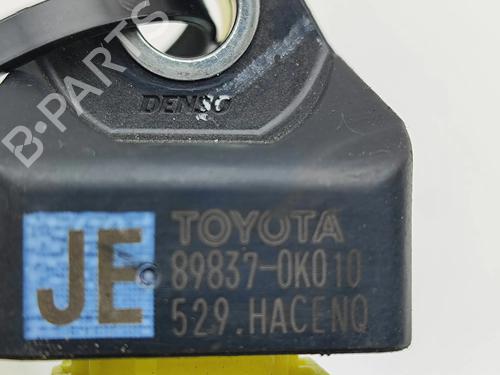 B-PARTS
DENSO
JE
TOYOTA
89837-0K010
529.HACENQ